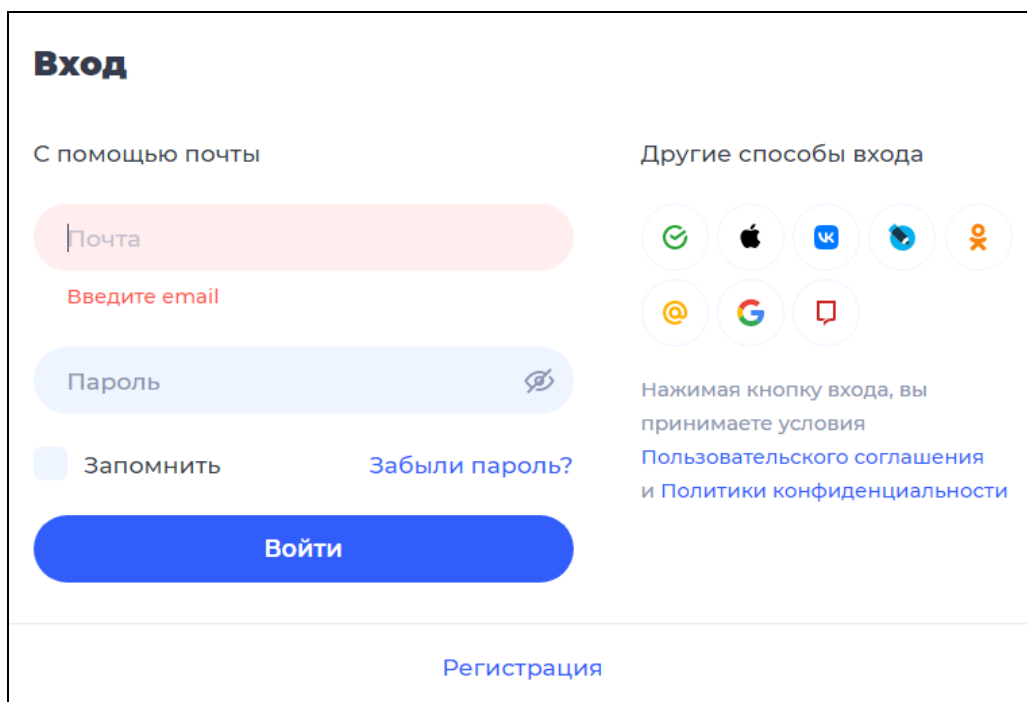 Вход
С помощью почты
Почта
Введите email
Пароль
Запомнить
Забыли пароль?
Войти
Другие способы входа
Нажимая кнопку входа, вы
принимаете условия
Пользовательского соглашения
и Политики конфиденциальности
Регистрация